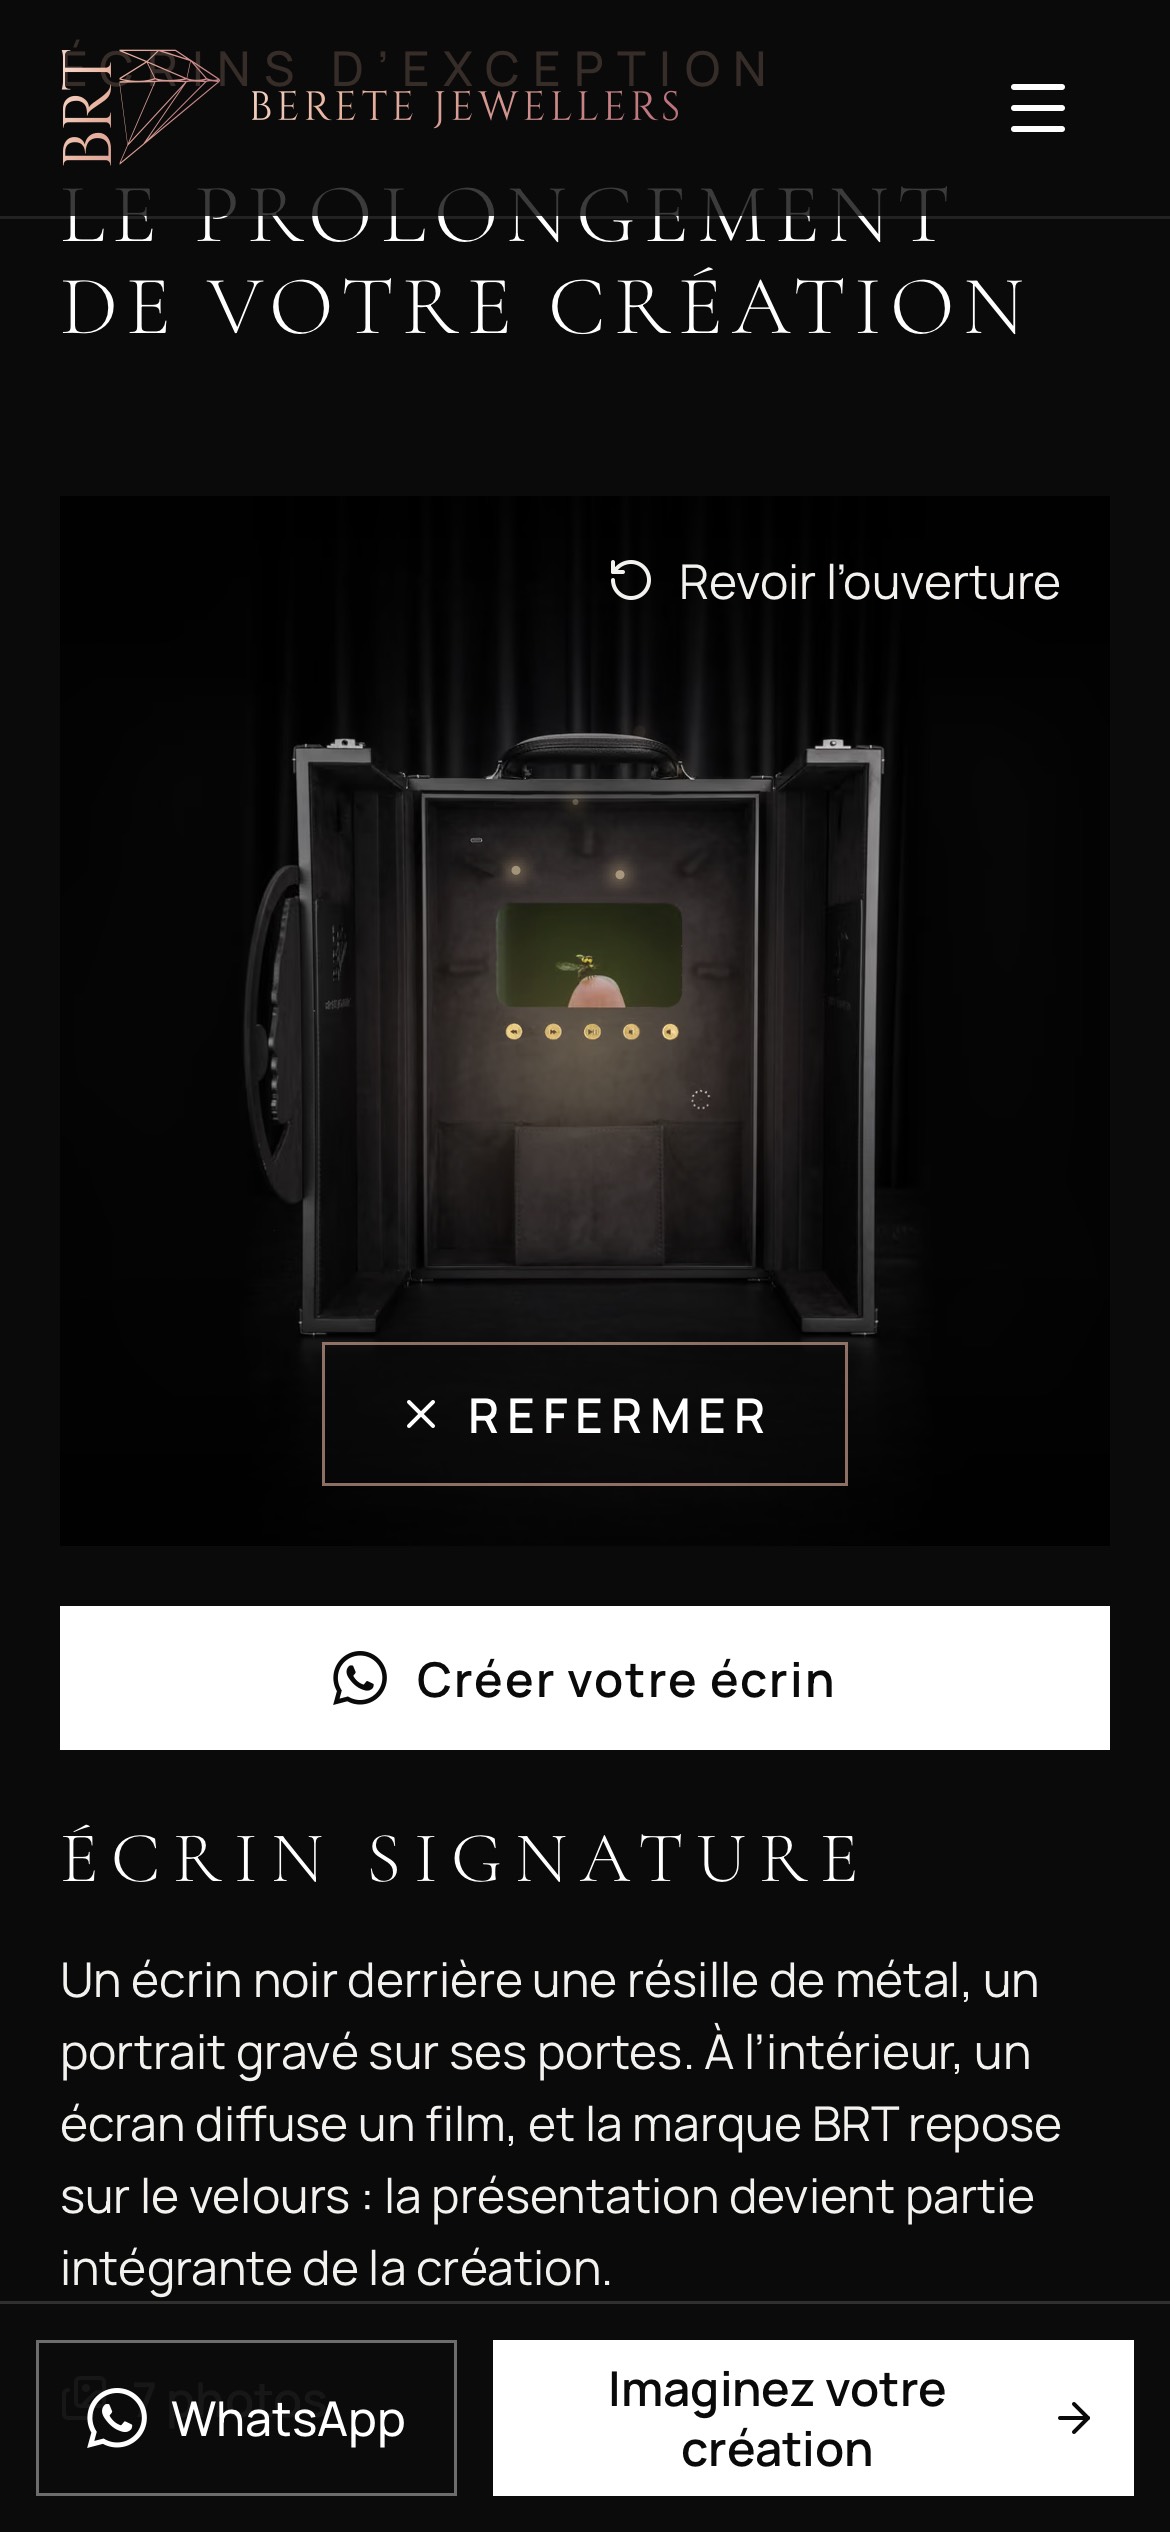 ÉCRINS D’EXCEPTION
BRT
BERETE JEWELLERS
LE PROLONGEMENT
DE VOTRE CRÉATION
Revoir l’ouverture
REFERMER
Créer votre écrin
ÉCRIN SIGNATURE
Un écrin noir derrière une résille de métal, un
portrait gravé sur ses portes. À l’intérieur, un
écran diffuse un film, et la marque BRT repose
sur le velours : la présentation devient partie
intégrante de la création.
7 photos
WhatsApp
Imaginez votre
création